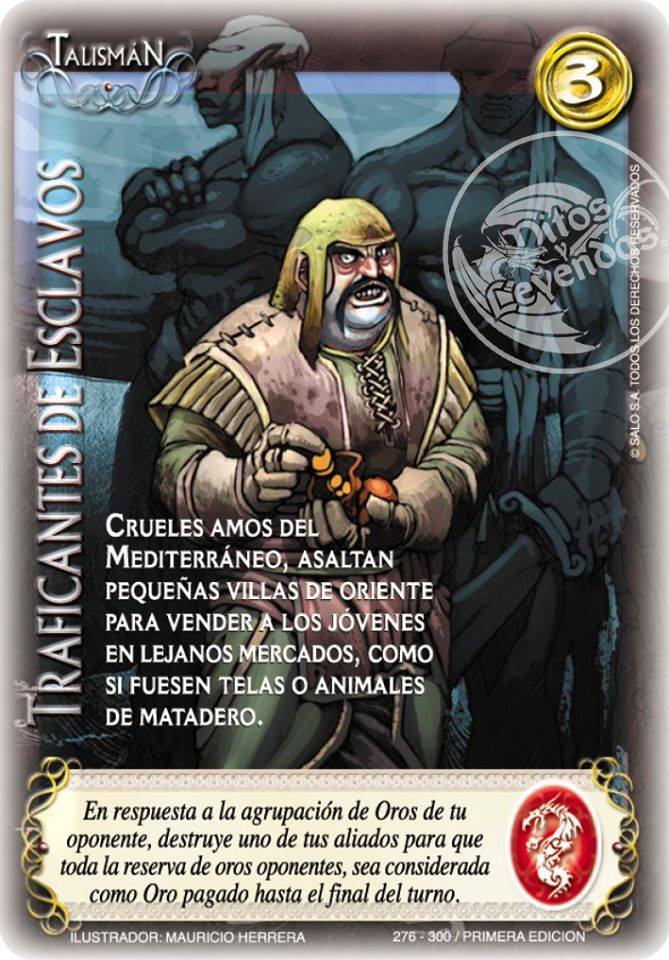 TALISMÁN
3
TRAFICANTES DE ESCLAVOS
Mitos
y
Leyendas
© SALO S.A. TODOS LOS DERECHOS RESERVADOS
CRUELES AMOS DEL
MEDITERRÁNEO, ASALTAN
PEQUEÑAS VILLAS DE ORIENTE
PARA VENDER A LOS JÓVENES
EN LEJANOS MERCADOS, COMO
SI FUESEN TELAS O ANIMALES
DE MATADERO.
En respuesta a la agrupación de Oros de tu
oponente, destruye uno de tus aliados para que
toda la reserva de oros oponentes, sea considerada
como Oro pagado hasta el final del turno.
ILUSTRADOR: MAURICIO HERRERA
276 - 300 / PRIMERA EDICION